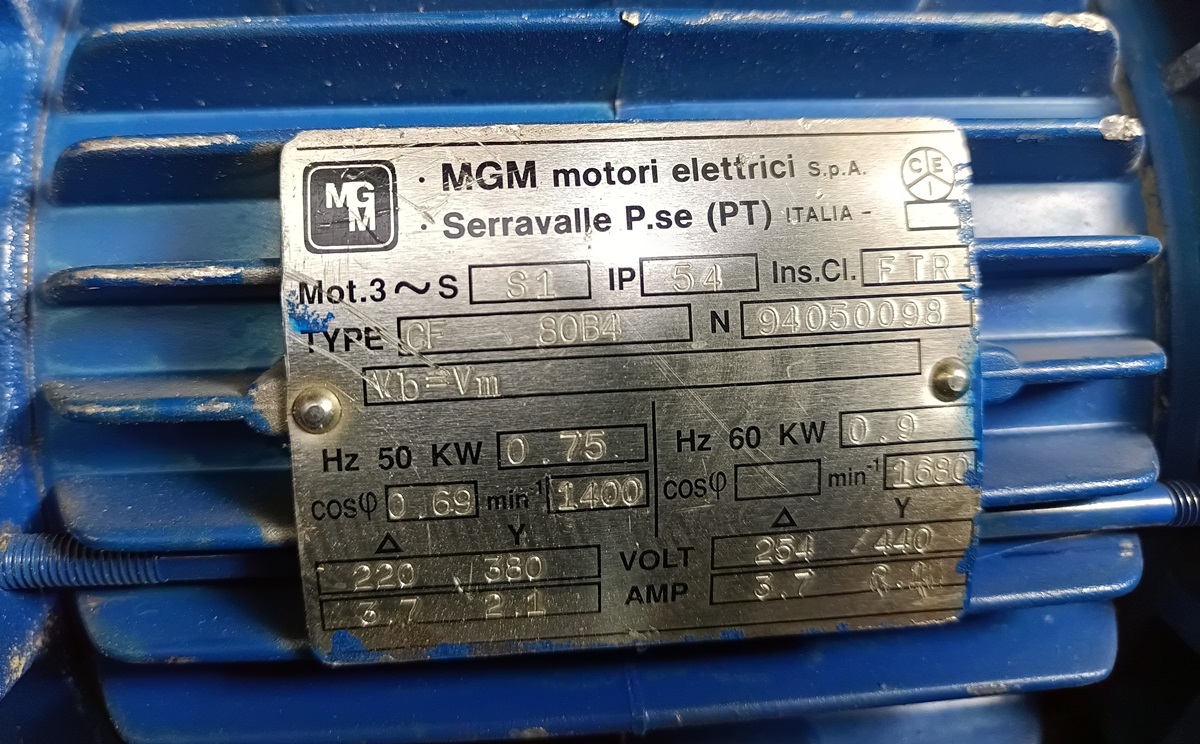 MGM
· MGM motori elettrici S.p.A.
· Serravalle P.se (PT) ITALIA -
CEI
Mot.3 ~ S S1 IP 54 Ins.Cl. FTR
TYPE CF 80B4 N 94050098
Vb=Vm
Hz 50 KW 0.75 Hz 60 KW 0.9
cosφ 0.69 min⁻¹ 1400 cosφ min⁻¹ 1680
Δ Y Δ Y
220 / 380 VOLT 254 / 440
3.7 2.1 AMP 3.7